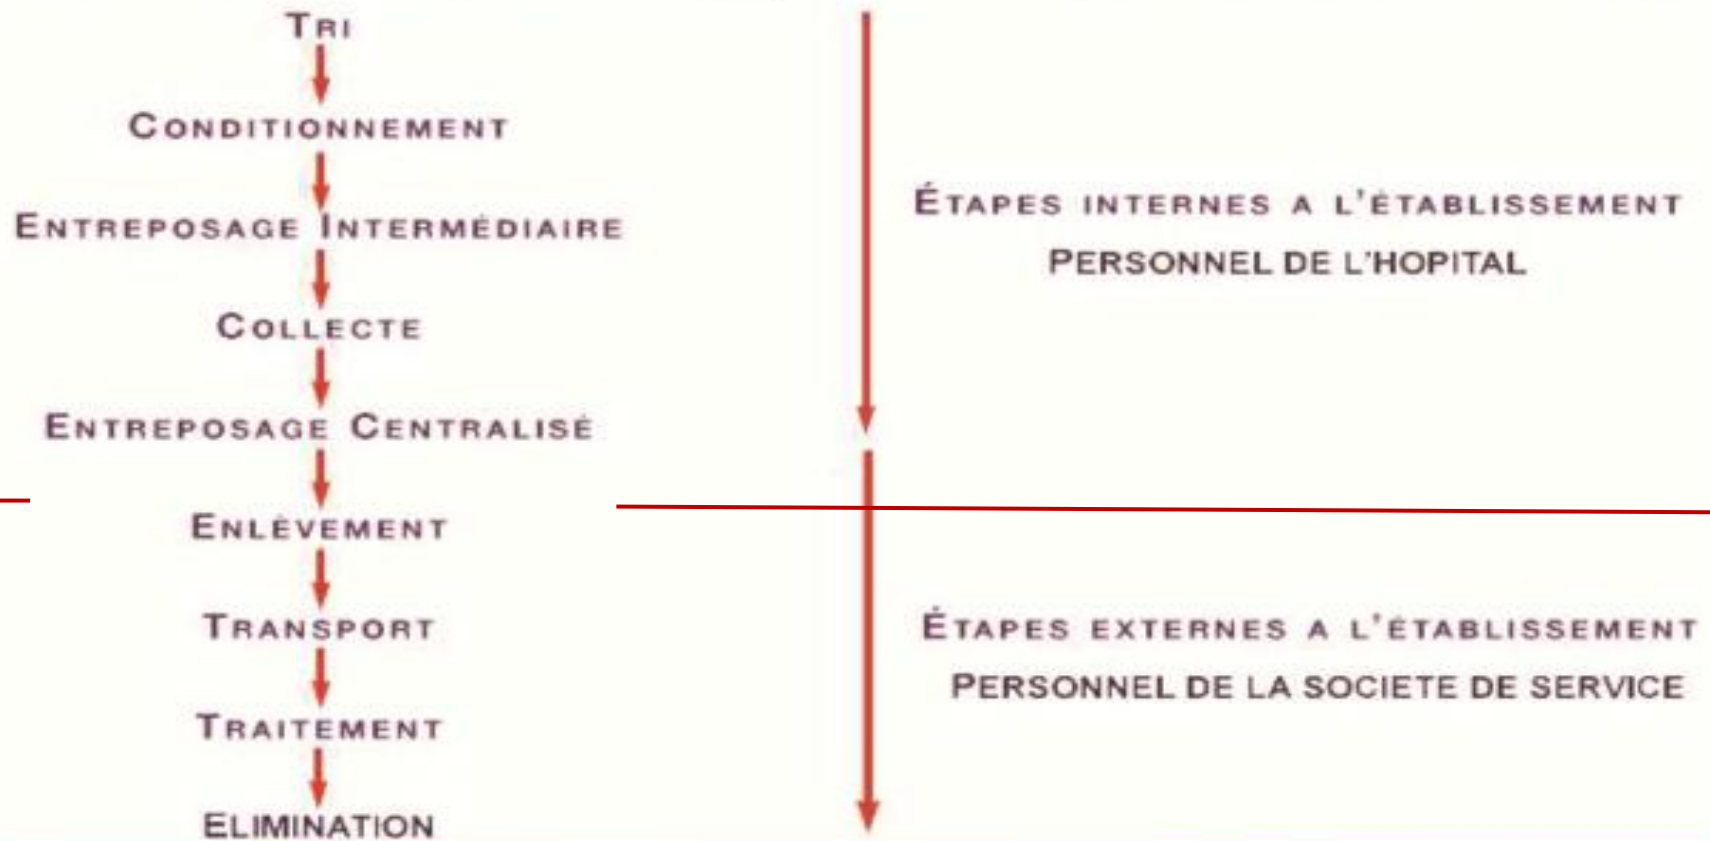 TRI
CONDITIONNEMENT
ENTREPOSAGE INTERMÉDIAIRE
COLLECTE
ENTREPOSAGE CENTRALISÉ
ENLÈVEMENT
TRANSPORT
TRAITEMENT
ELIMINATION
ÉTAPES INTERNES A L'ÉTABLISSEMENT
PERSONNEL DE L'HOPITAL
ÉTAPES EXTERNES A L'ÉTABLISSEMENT
PERSONNEL DE LA SOCIETE DE SERVICE